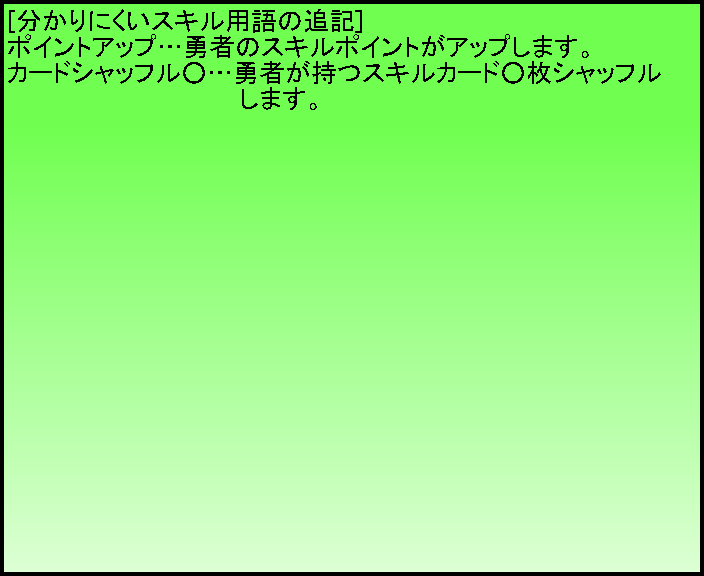 [分かりにくいスキル用語の追記]
ポイントアップ…勇者のスキルポイントがアップします。
カードシャッフル〇…勇者が持つスキルカード〇枚シャッフル
します。